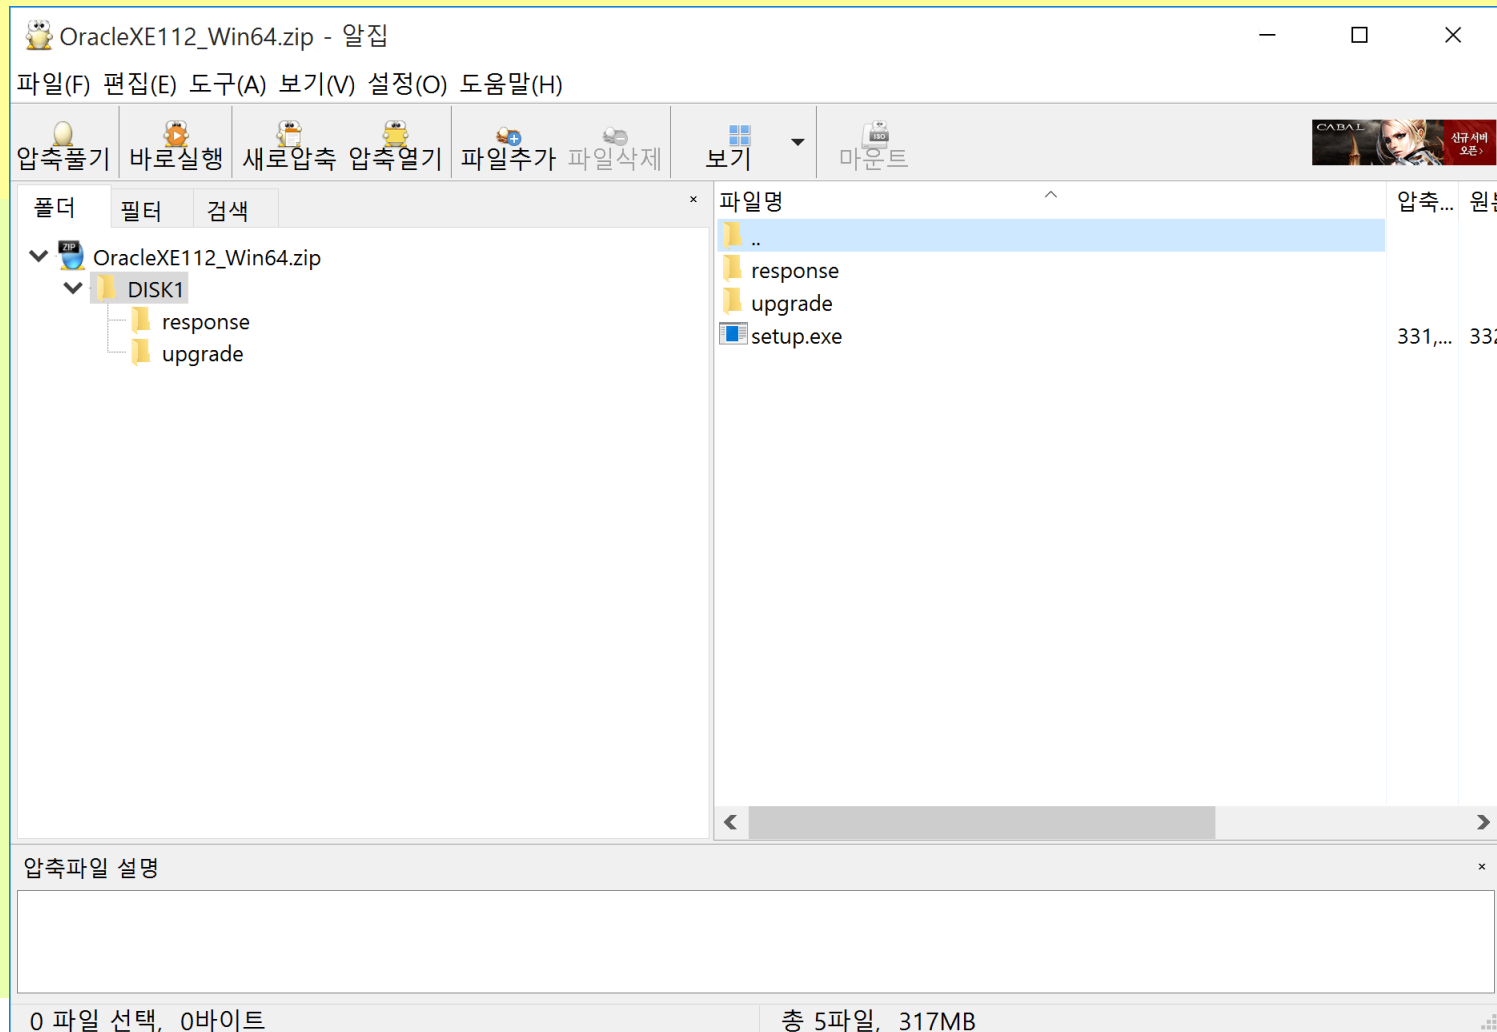 OracleXE112_Win64.zip - 알집
파일(F) 편집(E) 도구(A) 보기(V) 설정(O) 도움말(H)
압축풀기 바로실행 새로압축 압축열기 파일추가 파일삭제 보기 마운트
CABAL
신규 서버
오픈>
폴더 필터 검색
OracleXE112_Win64.zip
DISK1
response
upgrade
파일명 압축...
..
response
upgrade
setup.exe 331,... 332
압축파일 설명
0 파일 선택, 0바이트
총 5파일, 317MB